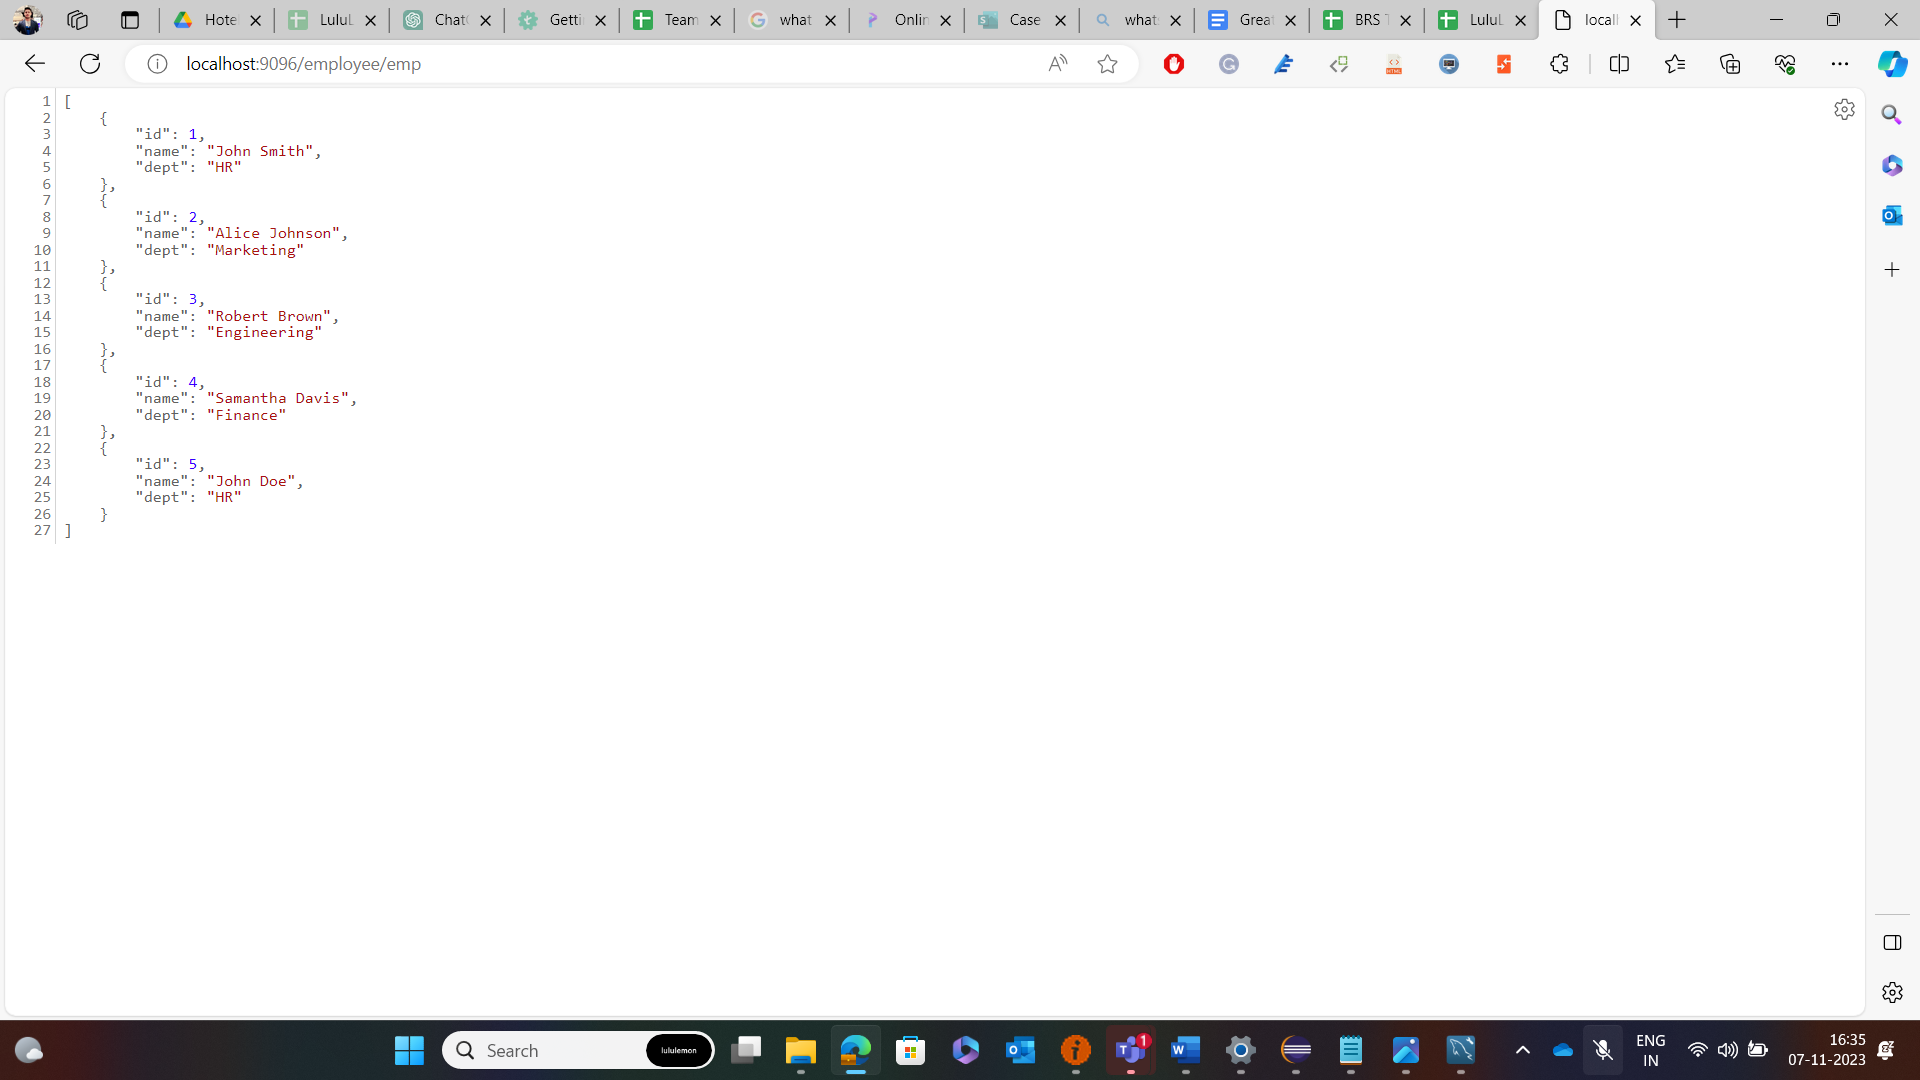 Hotel
LuluL
Chat
Getti
Team
what
Onlin
Case
what
Great
BRS
LuluL
locall
localhost:9096/employee/emp
1 [
2 {
3 "id": 1,
4 "name": "John Smith",
5 "dept": "HR"
6 },
7 {
8 "id": 2,
9 "name": "Alice Johnson",
10 "dept": "Marketing"
11 },
12 {
13 "id": 3,
14 "name": "Robert Brown",
15 "dept": "Engineering"
16 },
17 {
18 "id": 4,
19 "name": "Samantha Davis",
20 "dept": "Finance"
21 },
22 {
23 "id": 5,
24 "name": "John Doe",
25 "dept": "HR"
26 }
27 ]
Search
lululemon
1
ENG
IN
16:35
07-11-2023